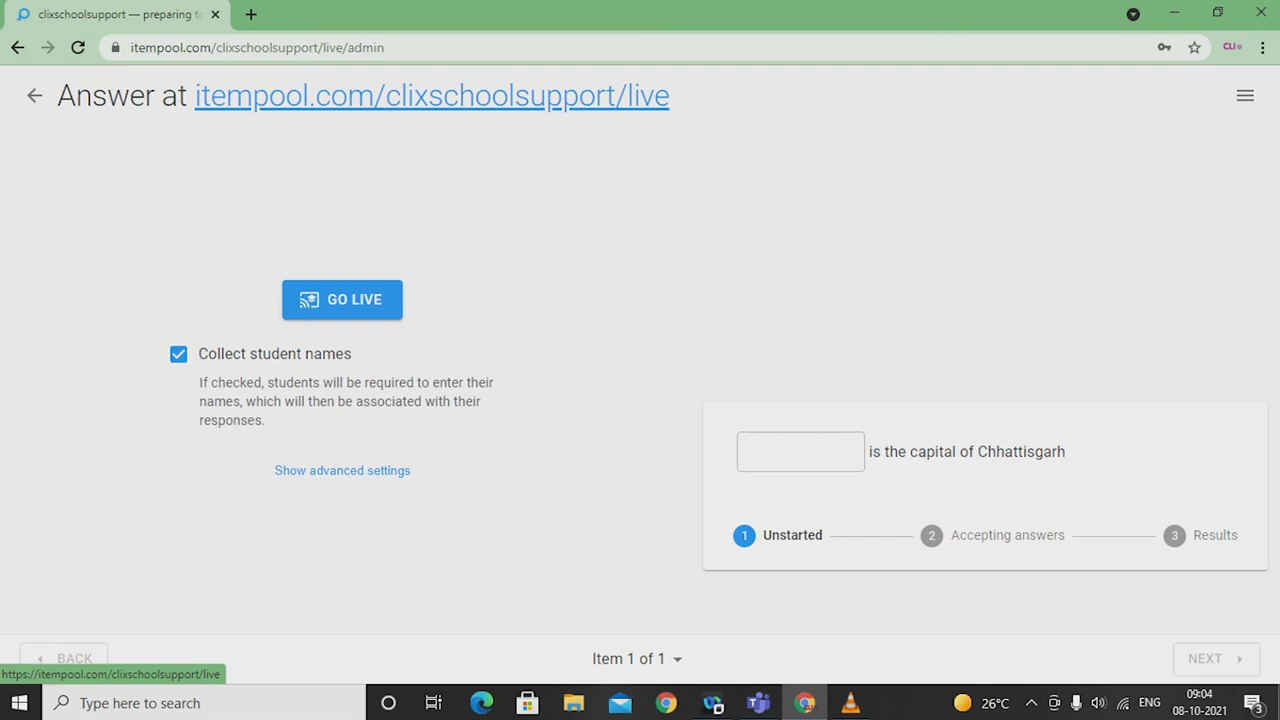 clixschoolsupport — preparing to
itempool.com/clixschoolsupport/live/admin
Answer at itempool.com/clixschoolsupport/live
GO LIVE
Collect student names
If checked, students will be required to enter their
names, which will then be associated with their
responses.
Show advanced settings
is the capital of Chhattisgarh
1 Unstarted 2 Accepting answers 3 Results
BACK Item 1 of 1 NEXT
https://itempool.com/clixschoolsupport/live
Type here to search
26°C ENG
09:04
08-10-2021
3